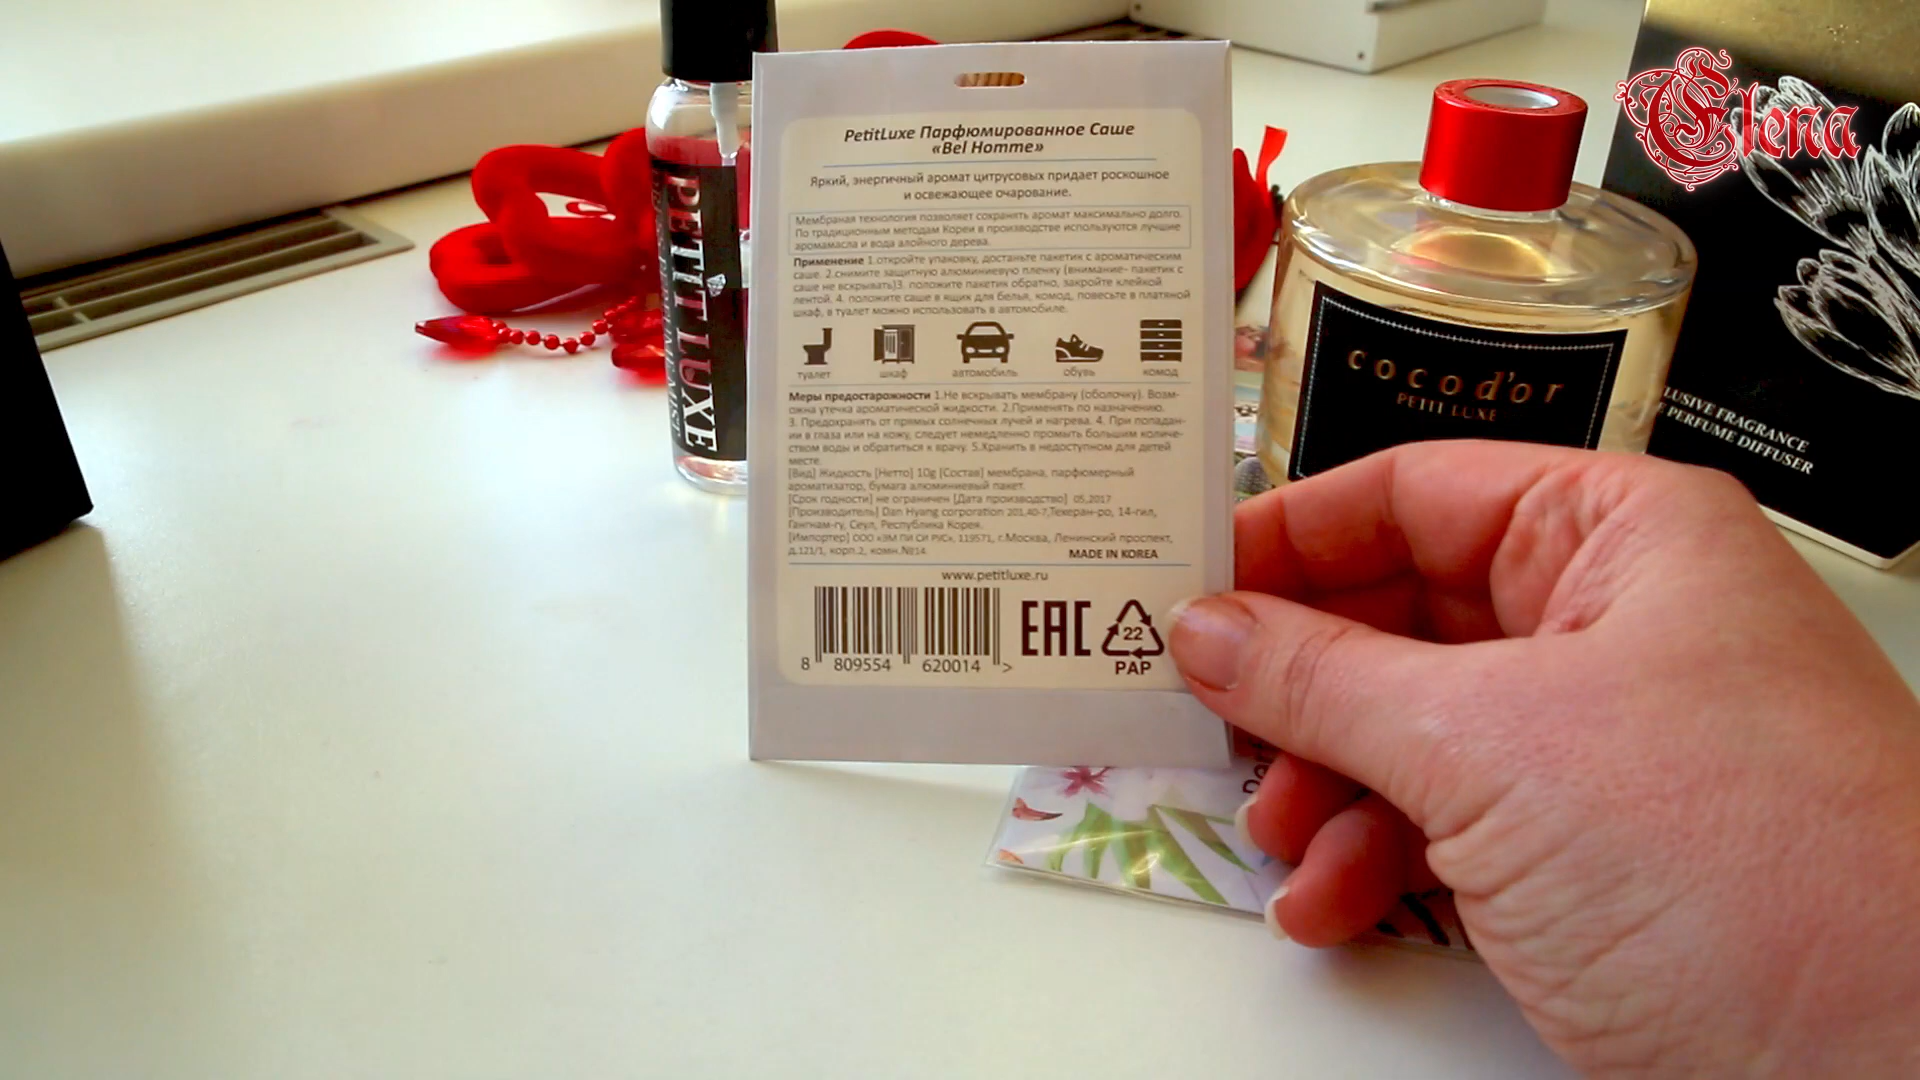 PetitLuxe Парфюмированное Саше
«Bel Homme»
Яркий, энергичный аромат цитрусовых придает роскошное
и освежающее очарование.
Мембраная технология позволяет сохранять аромат максимально долго.
По традиционным методам Кореи в производстве используются лучшие
аромамасла и вода алойного дерева.
Применение 1.откройте упаковку, достаньте пакетик с ароматическим
саше. 2.снимите защитную алюминиевую пленку (внимание- пакетик с
саше не вскрывать)3. положите пакетик обратно, закройте клейкой
лентой. 4. положите саше в ящик для белья, комод, повесьте в платяной
шкаф, в туалет можно использовать в автомобиле.
туалет шкаф автомобиль обувь комод
Меры предосторожности 1.Не вскрывать мембрану (оболочку). Возм-
ожна утечка ароматической жидкости. 2.Применять по назначению.
3. Предохранять от прямых солнечных лучей и нагрева. 4. При попадан-
ии в глаза или на кожу, следует немедленно промыть большим количе-
ством воды и обратиться к врачу. 5.Хранить в недоступном для детей
месте.
[Вид] Жидкость [Нетто] 10g [Состав] мембрана, парфюмерный
ароматизатор, бумага алюминиевый пакет.
[Срок годности] не ограничен [Дата производство] 05,2017
[Производитель] Dan Hyang corporation 201,40-7,Техеран-ро, 14-гил,
Гангнам-гу, Сеул, Республика Корея.
[Импортер] ООО «ЭМ ПИ СИ РУС», 119571, г.Москва, Ленинский проспект,
д.121/1, корп.2, комн.№14
MADE IN KOREA
www.petitluxe.ru
8 809554 620014 >
EAC
22
PAP
PETIT LUXE
cocod'or
PETIT LUXE
LUSIVE FRAGRANCE
E PERFUME DIFFUSER
Elena